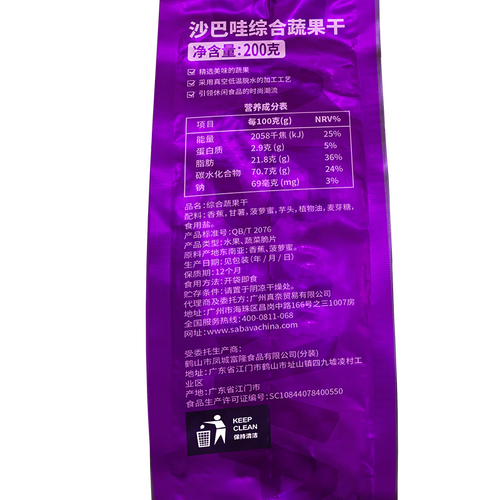 沙巴哇综合蔬果干
净含量:200克
精选美味的蔬果
采用真空低温脱水的加工工艺
引领休闲食品的时尚潮流
营养成分表
项目 每100克(g) NRV%
能量 2058千焦 (kJ) 25%
蛋白质 2.9克 (g) 5%
脂肪 21.8克 (g) 36%
碳水化合物 70.7克 (g) 24%
钠 69毫克 (mg) 3%
品名:综合蔬果干
配料:香蕉,甘薯,菠萝蜜,芋头,植物油,麦芽糖,
食用盐。
产品标准号:QB/T 2076
产品类型:水果、蔬菜脆片
原料产地东南亚:香蕉、菠萝蜜。
生产日期:见包装(年/月/日)
保质期:12个月
食用方法:开袋即食
贮存条件:请置于阴凉干燥处。
代理商及委托方:广州真奈贸易有限公司
地址:广州市海珠区昌岗中路166号之三1007房
全国服务热线:400-0811-068
网址:www.sabavachina.com
受委托生产商:
鹤山市凤城富隆食品有限公司(分装)
地址:广东省江门市鹤山市址山镇四九墟凌村工
业区
产地:广东省江门市
食品生产许可证编号:SC10844078400550
KEEP
CLEAN
保持清洁